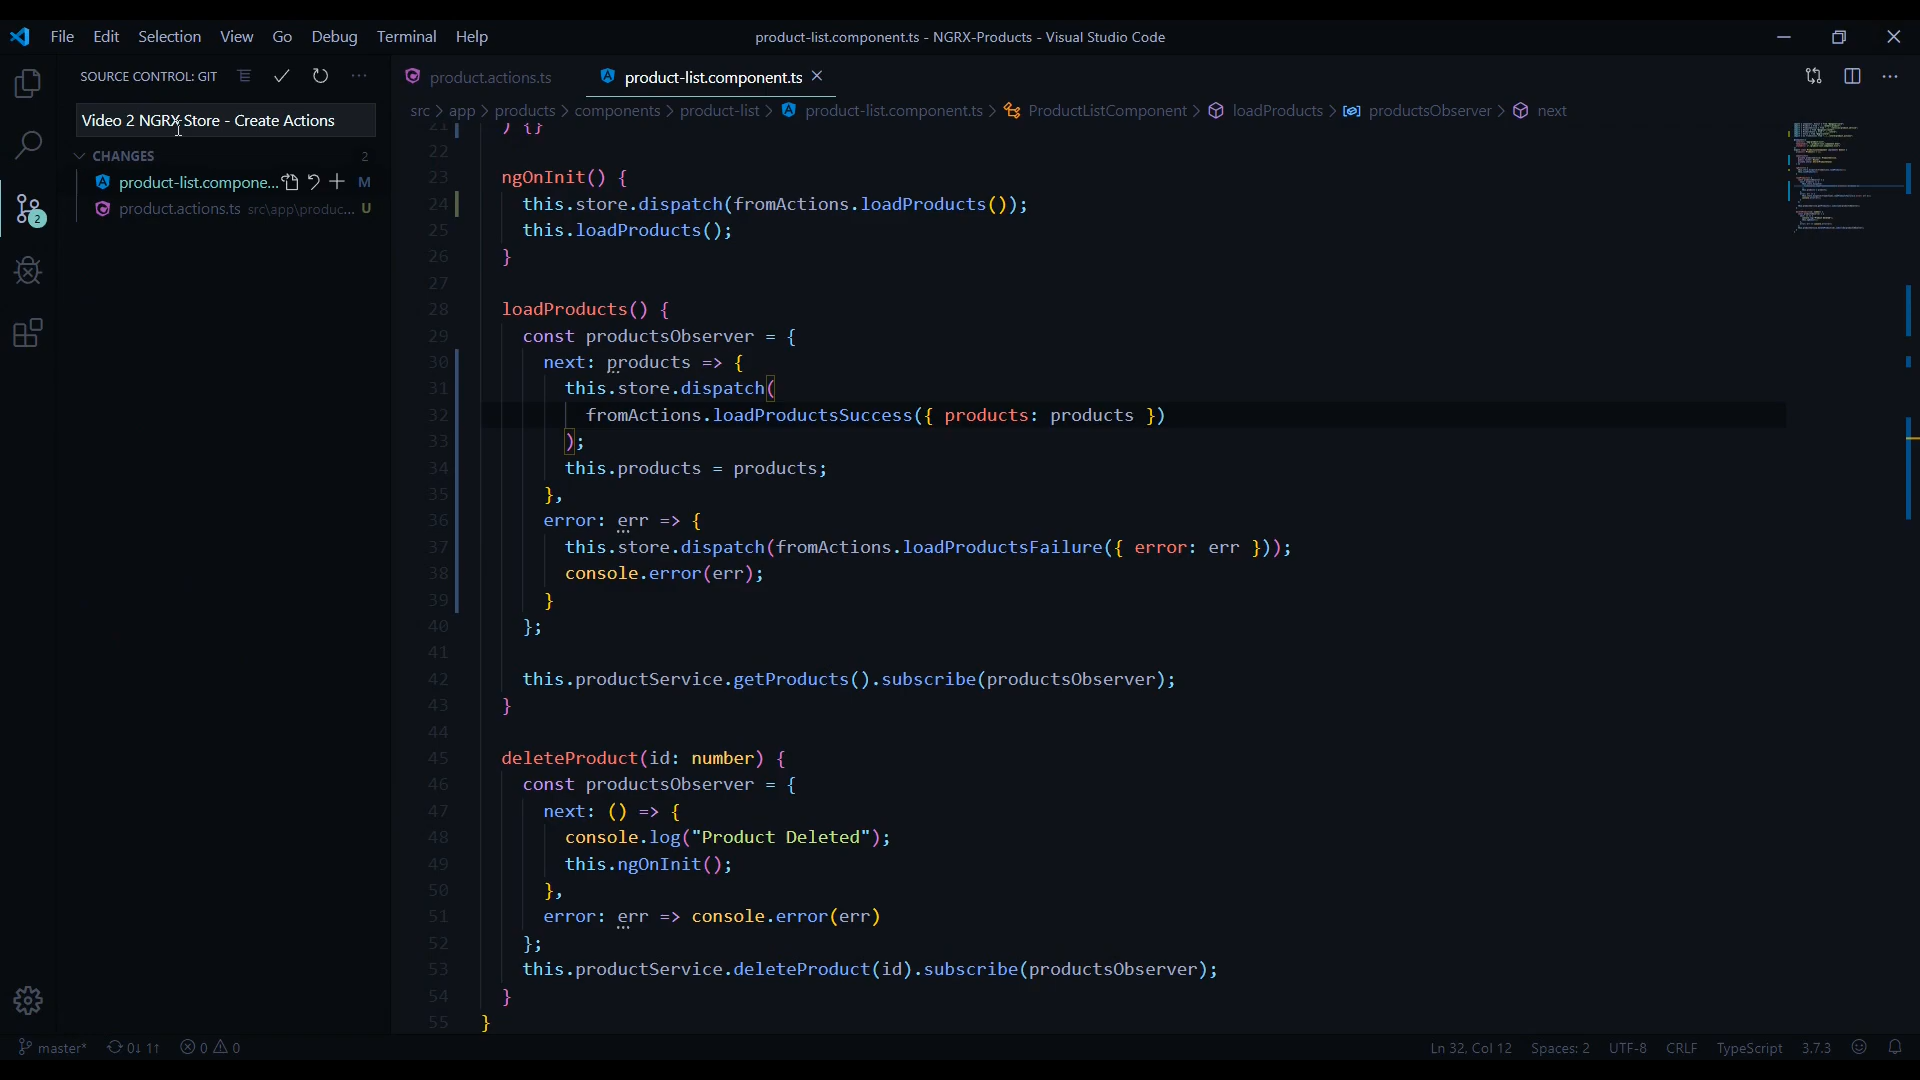 File Edit Selection View Go Debug Terminal Help
product-list.component.ts - NGRX-Products - Visual Studio Code
SOURCE CONTROL: GIT
Video 2 NGRX Store - Create Actions
CHANGES 2
product-list.compone... M
product.actions.ts src\app\produc... U
2
product.actions.ts product-list.component.ts
src > app > products > components > product-list > product-list.component.ts > ProductListComponent > loadProducts > productsObserver > next
21 ) {}
22
23 ngOnInit() {
24 this.store.dispatch(fromActions.loadProducts());
25 this.loadProducts();
26 }
27
28 loadProducts() {
29 const productsObserver = {
30 next: products => {
31 this.store.dispatch(
32 fromActions.loadProductsSuccess({ products: products })
33 );
34 this.products = products;
35 },
36 error: err => {
37 this.store.dispatch(fromActions.loadProductsFailure({ error: err }));
38 console.error(err);
39 }
40 };
41
42 this.productService.getProducts().subscribe(productsObserver);
43 }
44
45 deleteProduct(id: number) {
46 const productsObserver = {
47 next: () => {
48 console.log("Product Deleted");
49 this.ngOnInit();
50 },
51 error: err => console.error(err)
52 };
53 this.productService.deleteProduct(id).subscribe(productsObserver);
54 }
55 }
master* 0↓ 1↑ 0 0
Ln 32, Col 12 Spaces: 2 UTF-8 CRLF TypeScript 3.7.3